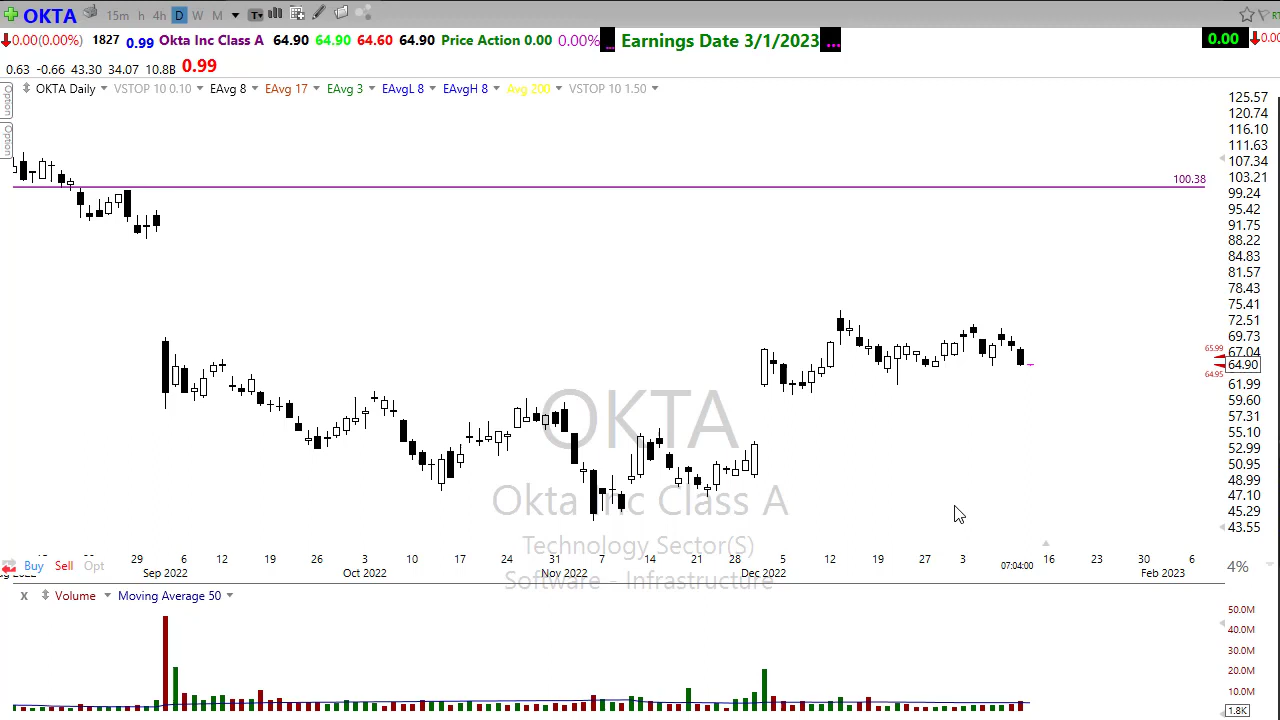 OKTA 15m h 4h D W M T
0.00(0.00%) 1827 0.99 Okta Inc Class A 64.90 64.90 64.60 64.90 Price Action 0.00 0.00% ... Earnings Date 3/1/2023 ... 0.00
0.63 -0.66 43.30 34.07 10.8B 0.99
OKTA Daily VSTOP 10 0.10 EAvg 8 EAvg 17 EAvg 3 EAvgL 8 EAvgH 8 Avg 200 VSTOP 10 1.50
Option
Option
125.57
120.74
116.10
111.63
107.34
103.21
100.38
99.24
95.42
91.75
88.22
84.83
81.57
78.43
75.41
72.51
69.73
65.99
67.04
64.90
64.95
61.99
59.60
57.31
55.10
52.99
50.95
48.99
47.10
45.29
43.55
OKTA
Okta Inc Class A
Technology Sector(S)
Software - Infrastructure
29 6 12 19 26 3 10 17 24 31 7 14 21 28 5 12 19 27 3 07:04:00 16 23 30 6
Buy Sell Opt
Sep 2022 Oct 2022 Nov 2022 Dec 2022 Feb 2023
4%
x Volume Moving Average 50
50.0M
40.0M
30.0M
20.0M
10.0M
1.8K